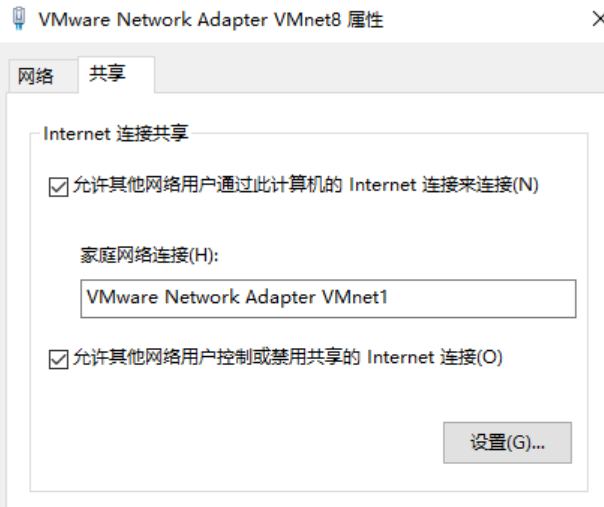 VMware Network Adapter VMnet8 属性
网络 共享
Internet 连接共享
允许其他网络用户通过此计算机的 Internet 连接来连接(N)
家庭网络连接(H):
VMware Network Adapter VMnet1
允许其他网络用户控制或禁用共享的 Internet 连接(O)
设置(G)...